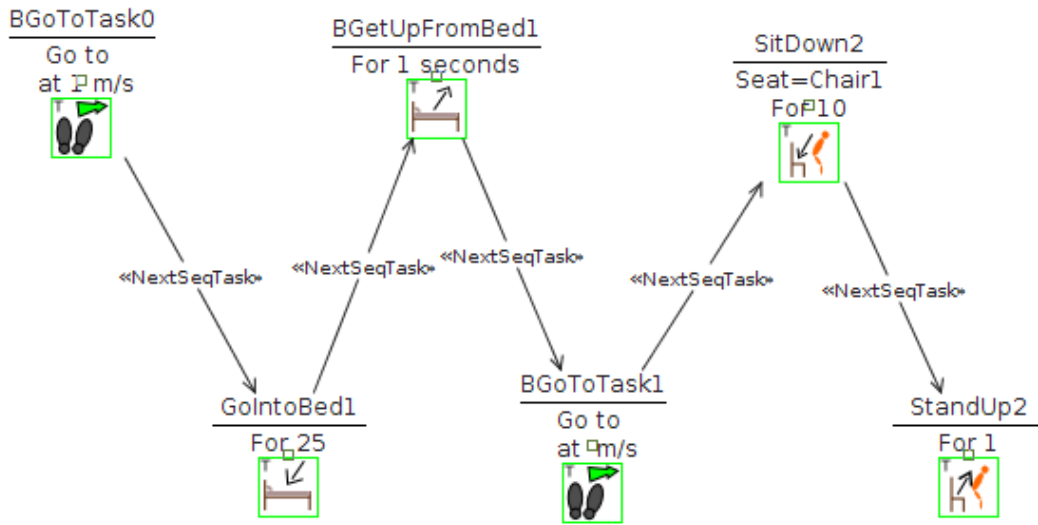 BGoToTask0
Go to
at 1 m/s
T
«NextSeqTask»
GoIntoBed1
For 25
T
«NextSeqTask»
BGetUpFromBed1
For 1 seconds
T
«NextSeqTask»
BGoToTask1
Go to
at m/s
T
«NextSeqTask»
SitDown2
Seat=Chair1
For 10
T
«NextSeqTask»
StandUp2
For 1
T